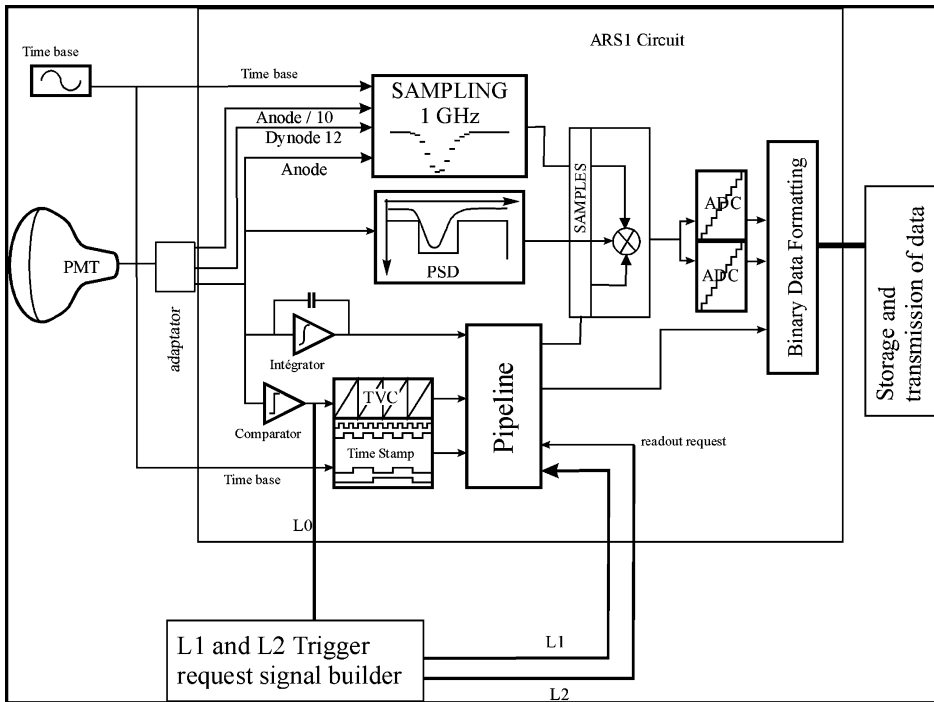 ARS1 Circuit
Time base
Time base
SAMPLING
1 GHz
Anode / 10
Dynode 12
Anode
SAMPLES
ADC
ADC
Binary Data Formatting
Storage and
transmission of data
PMT
adaptator
PSD
Intégrator
Pipeline
Comparator
TVC
Time Stamp
readout request
Time base
L0
L1 and L2 Trigger
request signal builder
L1
L2